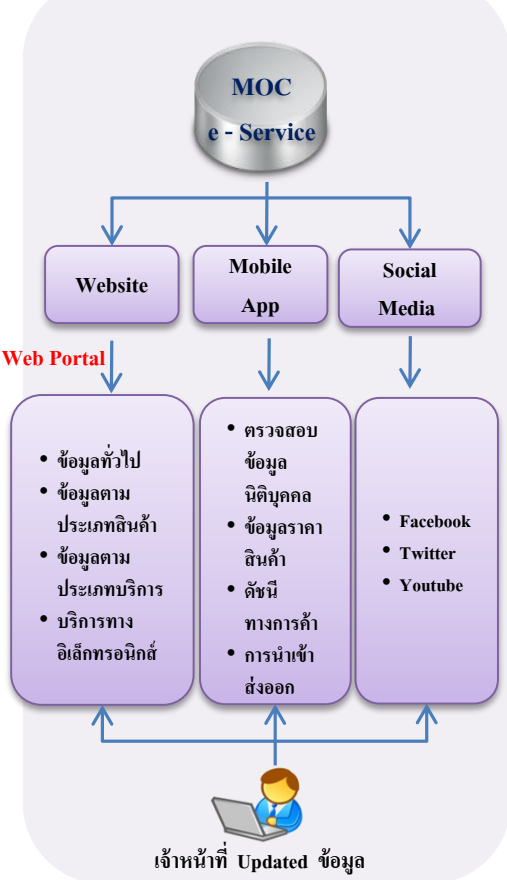 MOC
e - Service
Website
Mobile
App
Social
Media
Web Portal
• ข้อมูลทั่วไป
• ข้อมูลตาม
ประเภทสินค้า
• ข้อมูลตาม
ประเภทบริการ
• บริการทาง
อิเล็กทรอนิกส์
• ตรวจสอบ
ข้อมูล
นิติบุคคล
• ข้อมูลราคา
สินค้า
• ดัชนี
ทางการค้า
• การนำเข้า
ส่งออก
• Facebook
• Twitter
• Youtube
เจ้าหน้าที่ Updated ข้อมูล